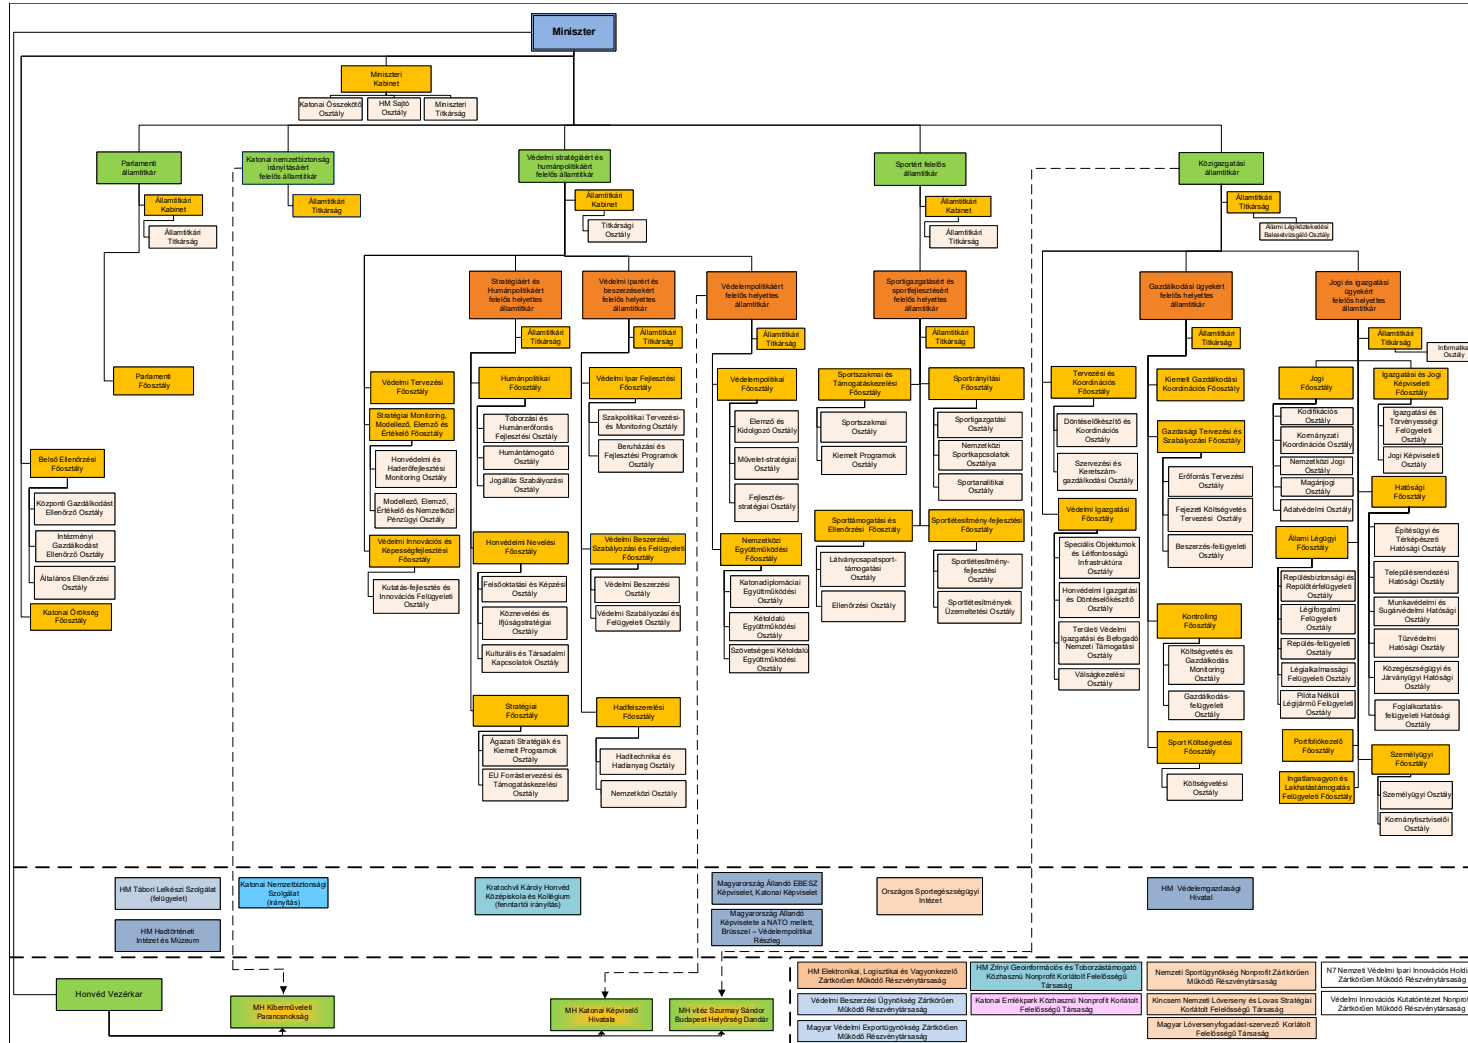 Miniszter
Miniszteri
Kabinet
Katonai Összekötő
Osztály
HM Sajtó
Osztály
Miniszteri
Titkárság
Parlamenti
államtitkár
Katonai nemzetbiztonság
irányításáért
felelős államtitkár
Védelmi stratégiáért és
humánpolitikáért
felelős államtitkár
Sportért felelős
államtitkár
Közigazgatási
államtitkár
Államtitkári
Kabinet
Államtitkári
Titkárság
Államtitkári
Titkárság
Államtitkári
Kabinet
Titkársági
Osztály
Államtitkári
Kabinet
Államtitkári
Titkárság
Államtitkári
Titkárság
Állami Légiközlekedési
Balesetvizsgáló Osztály
Stratégiáért és
Humánpolitikáért
felelős helyettes
államtitkár
Védelmi iparért és
beszerzésekért
felelős helyettes
államtitkár
Védelempolitikáért
felelős helyettes
államtitkár
Sportigazgatásért és
sportfejlesztésért
felelős helyettes
államtitkár
Gazdálkodási ügyekért
felelős helyettes
államtitkár
Jogi és igazgatási
ügyekért
felelős helyettes
államtitkár
Államtitkári
Titkárság
Államtitkári
Titkárság
Államtitkári
Titkárság
Államtitkári
Titkárság
Államtitkári
Titkárság
Államtitkári
Titkárság
Informatikai
Osztály
Parlamenti
Főosztály
Belső Ellenőrzési
Főosztály
Központi Gazdálkodást
Ellenőrző Osztály
Intézményi
Gazdálkodást
Ellenőrző Osztály
Általános Ellenőrzési
Osztály
Katonai Örökség
Főosztály
Védelmi Tervezési
Főosztály
Stratégiai Monitoring,
Modellező, Elemző és
Értékelő Főosztály
Honvédelmi és
Haderőfejlesztési
Monitoring Osztály
Modellező, Elemző,
Értékelő és Nemzetközi
Pénzügyi Osztály
Védelmi Innovációs és
Képességfejlesztési
Főosztály
Kutatás-fejlesztés és
Innovációs Felügyeleti
Osztály
Humánpolitikai
Főosztály
Toborzási és
Humánerőforrás
Fejlesztési Osztály
Humántámogató
Osztály
Jogállás Szabályozási
Osztály
Honvédelmi Nevelési
Főosztály
Felsőoktatási és Képzési
Osztály
Köznevelési és
Ifjúságstratégiai
Osztály
Kulturális és Társadalmi
Kapcsolatok Osztály
Stratégiai
Főosztály
Ágazati Stratégiák és
Kiemelt Programok
Osztály
EU Forrástervezési és
Támogatáskezelési
Osztály
Védelmi Ipar Fejlesztési
Főosztály
Szakpolitikai Tervezési-
és Monitoring Osztály
Beruházási és
Fejlesztési Programok
Osztály
Védelmi Beszerzési,
Szabályozási és Felügyeleti
Főosztály
Védelmi Beszerzési
Osztály
Védelmi Szabályozási és
Felügyeleti Osztály
Hadfelszerelési
Főosztály
Haditechnikai és
Hadianyag Osztály
Nemzetközi Osztály
Védelempolitikai
Főosztály
Elemző és
Kidolgozó Osztály
Művelet-stratégiai
Osztály
Fejlesztés-
stratégiai Osztály
Nemzetközi
Együttműködési
Főosztály
Katonadiplomáciai
Együttműködési
Osztály
Kétoldalú
Együttműködési
Osztály
Szövetségesi Kétoldalú
Együttműködési Osztály
Sportszakmai és
Támogatáskezelési
Főosztály
Sportszakmai
Osztály
Kiemelt Programok
Osztály
Sporttámogatási és
Ellenőrzési Főosztály
Látványcsapatsport-
támogatási
Osztály
Ellenőrzési Osztály
Sportirányítási
Főosztály
Sportigazgatási
Osztály
Nemzetközi
Sportkapcsolatok
Osztálya
Sportanalitikai
Osztály
Sportlétesítmény-fejlesztési
Főosztály
Sportlétesítmény-
fejlesztési
Osztály
Sportlétesítmények
Üzemeltetési Osztály
Tervezési és
Koordinációs
Főosztály
Döntéselőkészítő és
Koordinációs
Osztály
Szervezési és
Keretszám-
gazdálkodási Osztály
Védelmi Igazgatási
Főosztály
Speciális Objektumok
és Létfontosságú
Infrastruktúra
Osztály
Honvédelmi Igazgatási
és Döntéselőkészítő
Osztály
Területi Védelmi
Igazgatási és Befogadó
Nemzeti Támogatási
Osztály
Válságkezelési
Osztály
Kiemelt Gazdálkodási
Koordinációs Főosztály
Gazdasági Tervezési és
Szabályozási Főosztály
Erőforrás Tervezési
Osztály
Fejezeti Költségvetés
Tervezési Osztály
Beszerzés-felügyeleti
Osztály
Kontrolling
Főosztály
Költségvetés és
Gazdálkodás
Monitoring
Osztály
Gazdálkodás-
felügyeleti
Osztály
Sport Költségvetési
Főosztály
Költségvetési
Osztály
Jogi
Főosztály
Kodifikációs
Osztály
Kormányzati
Koordinációs Osztály
Nemzetközi Jogi
Osztály
Magánjogi
Osztály
Adatvédelmi Osztály
Állami Légügyi
Főosztály
Repülésbiztonsági és
Repülőtérfelügyeleti
Osztály
Légiforgalmi
Felügyeleti
Osztály
Repülés-felügyeleti
Osztály
Légialkalmassági
Felügyeleti Osztály
Pilóta Nélküli
Légijármű Felügyeleti
Osztály
Portfoliókezelő
Főosztály
Ingatlanvagyon és
Lakhatástámogatás
Felügyeleti Főosztály
Igazgatási és Jogi
Képviseleti
Főosztály
Igazgatási és
Törvényességi
Felügyeleti
Osztály
Jogi Képviseleti
Osztály
Hatósági
Főosztály
Építésügyi és
Térképészeti
Hatósági Osztály
Településrendezési
Hatósági Osztály
Munkavédelmi és
Sugárvédelmi Hatósági
Osztály
Tűzvédelmi
Hatósági Osztály
Közegészségügyi és
Járványügyi Hatósági
Osztály
Foglalkoztatás-
felügyeleti Hatósági
Osztály
Személyügyi
Főosztály
Személyügyi Osztály
Kormánytisztviselői
Osztály
HM Tábori Lelkészi Szolgálat
(felügyelet)
Katonai Nemzetbiztonsági
Szolgálat
(irányítás)
Kratochvil Károly Honvéd
Középiskola és Kollégium
(fenntartói irányítás)
Magyarország Állandó EBESZ
Képviselet, Katonai Képviselet
Országos Sportegészségügyi
Intézet
HM Védelemgazdasági
Hivatal
HM Hadtörténeti
Intézet és Múzeum
Magyarország Állandó
Képviselete a NATO mellett,
Brüsszel – Védelempolitikai
Részleg
Honvéd Vezérkar
MH Kiberműveleti
Parancsnokság
MH Katonai Képviselő
Hivatala
MH vitéz Szurmay Sándor
Budapest Helyőrség Dandár
HM Elektronikai, Logisztikai és Vagyonkezelő
Zártkörűen Működő Részvénytársaság
HM Zrínyi Geoinformációs és Toborzástámogató
Közhasznú Nonprofit Korlátolt Felelősségű
Társaság
Nemzeti Sportügynökség Nonprofit Zártkörűen
Működő Részvénytársaság
N7 Nemzeti Védelmi Ipari Innovációs Holding
Zártkörűen Működő Részvénytársaság
Védelmi Beszerzési Ügynökség Zártkörűen
Működő Részvénytársaság
Katonai Emlékpark Közhasznú Nonprofit Korlátolt
Felelősségű Társaság
Kincsem Nemzeti Lóverseny és Lovas Stratégiai
Korlátolt Felelősségű Társaság
Védelmi Innovációs Kutatóintézet Nonprofit
Zártkörűen Működő Részvénytársaság
Magyar Védelmi Exportügynökség Zártkörűen
Működő Részvénytársaság
Magyar Lóversenyfogadást-szervező Korlátolt
Felelősségű Társaság